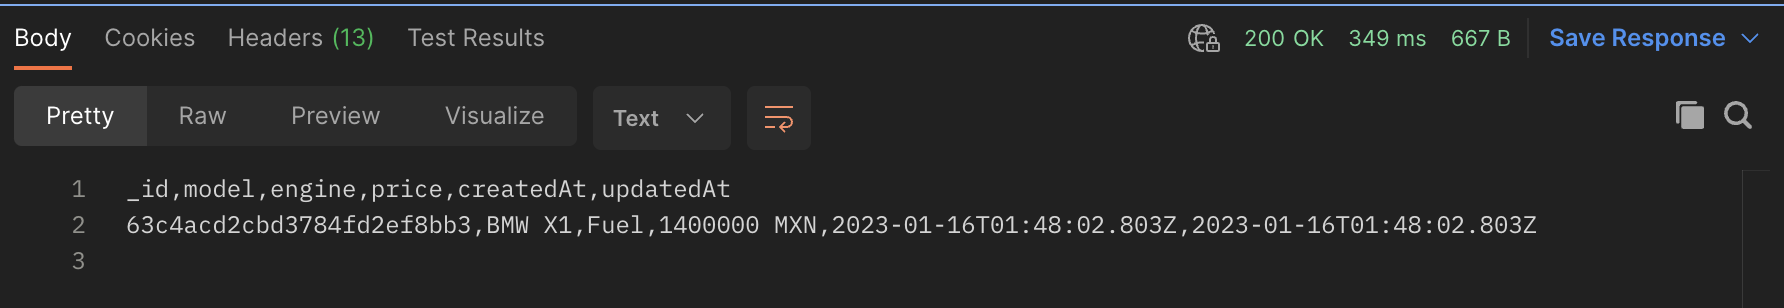 Body Cookies Headers (13) Test Results 200 OK 349 ms 667 B Save Response
Pretty Raw Preview Visualize Text
1 _id,model,engine,price,createdAt,updatedAt
2 63c4acd2cbd3784fd2ef8bb3,BMW X1,Fuel,1400000 MXN,2023-01-16T01:48:02.803Z,2023-01-16T01:48:02.803Z
3